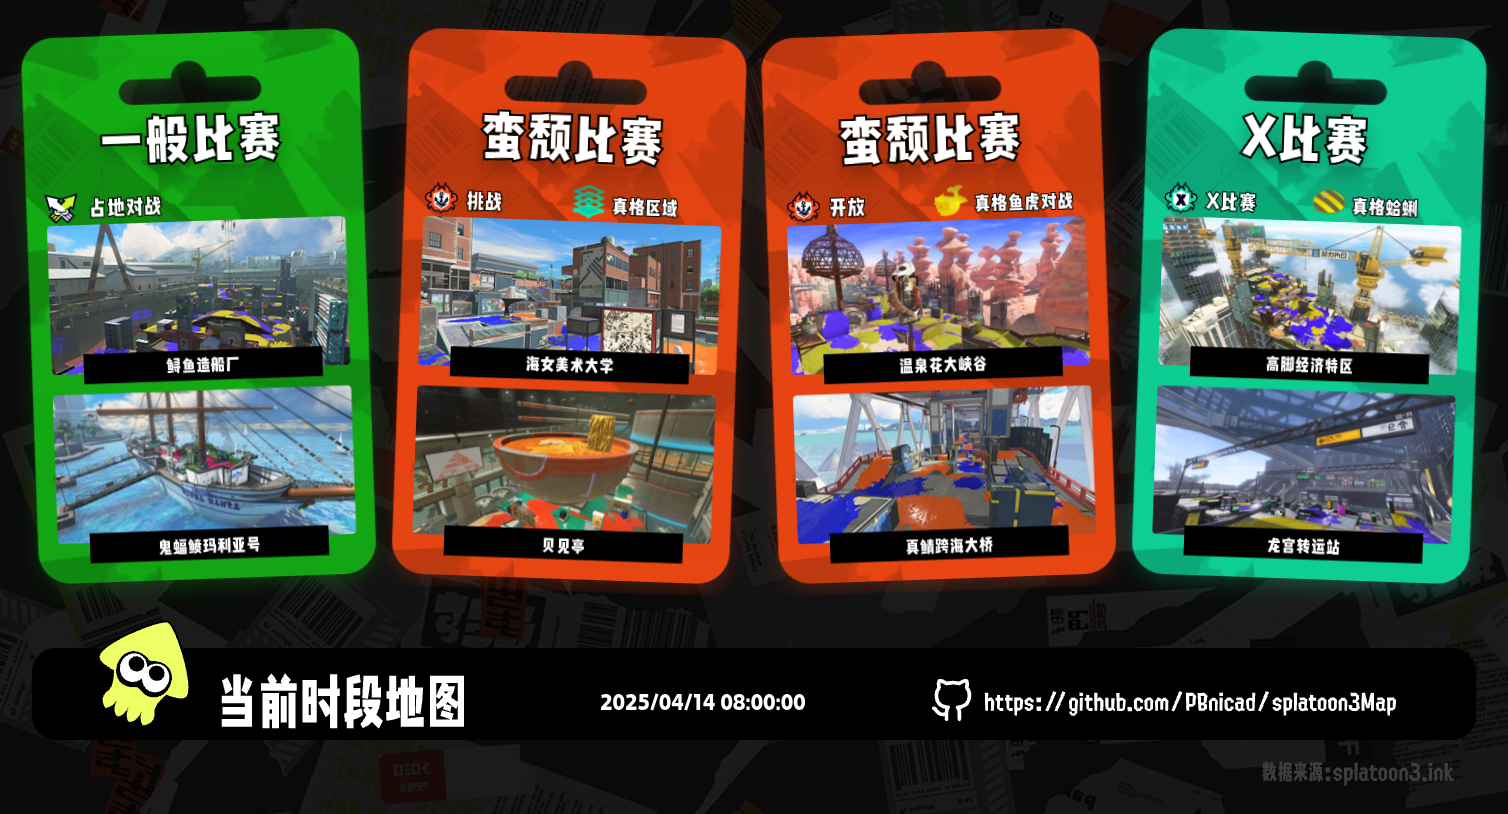 一般比赛
占地对战
鲟鱼造船厂
鬼蝠鲼玛利亚号
蛮颓比赛
挑战
真格区域
海女美术大学
贝见亭
蛮颓比赛
开放
真格鱼虎对战
温泉花大峡谷
真鲭跨海大桥
X比赛
X比赛
真格蛤蜊
高脚经济特区
龙宫转运站
当前时段地图
2025/04/14 08:00:00
https://github.com/PBnicad/splatoon3Map
数据来源:splatoon3.ink